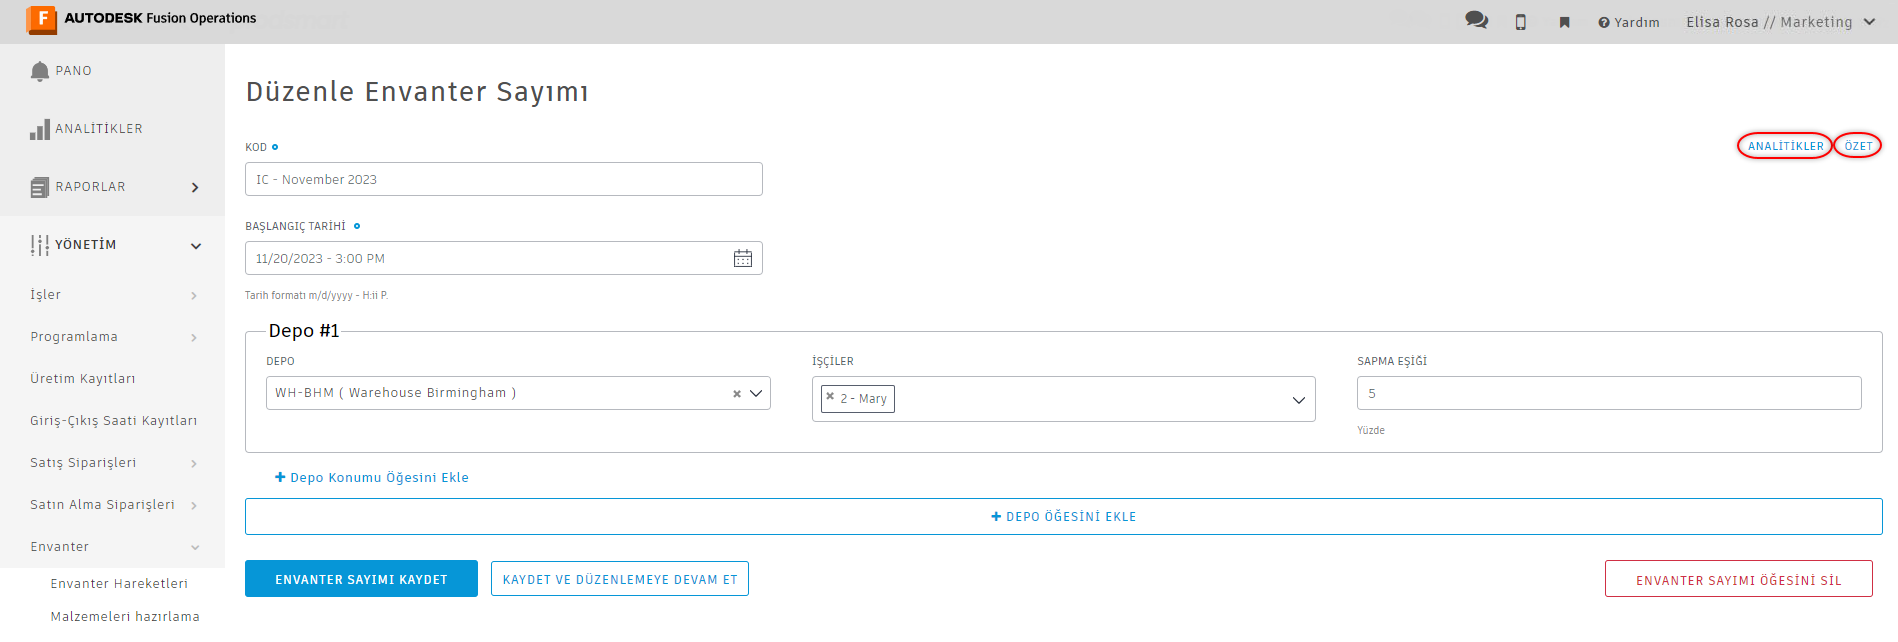 AUTODESK Fusion Operations
Yardım
Elisa Rosa // Marketing
PANO
ANALİTİKLER
RAPORLAR
YÖNETİM
İşler
Programlama
Üretim Kayıtları
Giriş-Çıkış Saati Kayıtları
Satış Siparişleri
Satın Alma Siparişleri
Envanter
Envanter Hareketleri
Malzemeleri hazırlama
Düzenle Envanter Sayımı
ANALİTİKLER
ÖZET
KOD
IC - November 2023
BAŞLANGIÇ TARİHİ
11/20/2023 - 3:00 PM
Tarih formatı m/d/yyyy - H:ii P.
Depo #1
DEPO
WH-BHM ( Warehouse Birmingham )
İŞÇİLER
2 - Mary
SAPMA EŞİĞİ
5
Yüzde
Depo Konumu Öğesini Ekle
DEPO ÖĞESİNİ EKLE
ENVANTER SAYIMI KAYDET
KAYDET VE DÜZENLEMEYE DEVAM ET
ENVANTER SAYIMI ÖĞESİNİ SİL